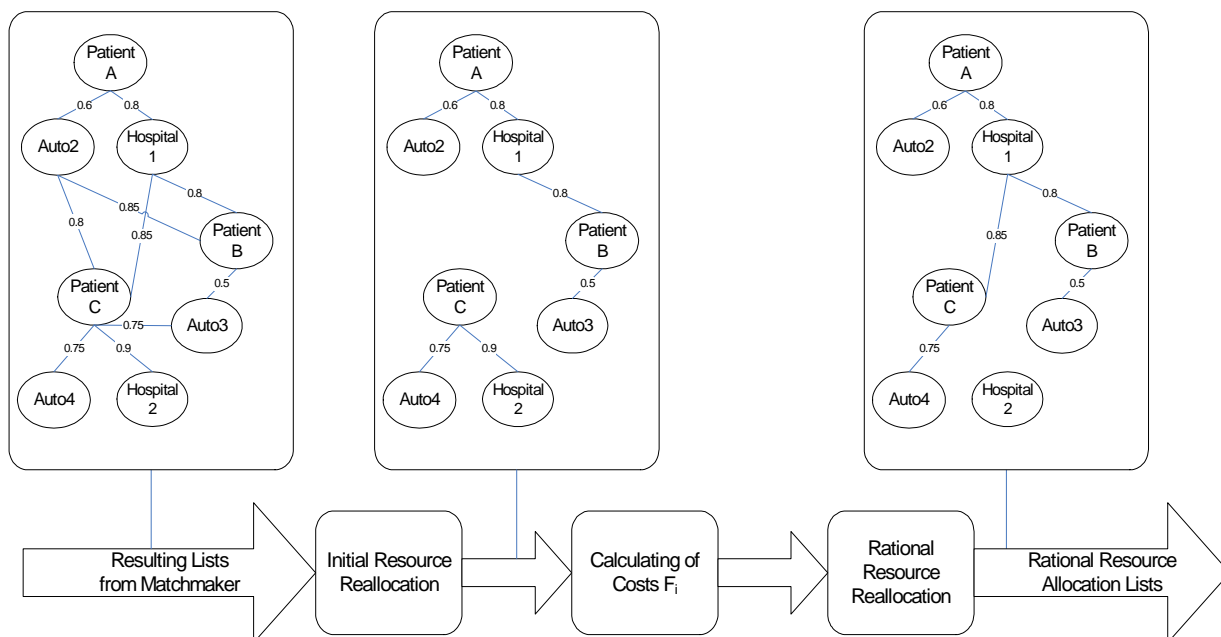 Patient
A
0.6
0.8
Auto2
Hospital
1
0.8
0.85
0.8
0.85
Patient
B
0.5
Patient
C
0.75
Auto3
0.75
0.9
Auto4
Hospital
2
Patient
A
0.6
0.8
Auto2
Hospital
1
0.8
Patient
B
0.5
Patient
C
Auto3
0.75
0.9
Auto4
Hospital
2
Patient
A
0.6
0.8
Auto2
Hospital
1
0.8
0.85
Patient
B
0.5
Patient
C
Auto3
0.75
Auto4
Hospital
2
Resulting Lists
from Matchmaker
Initial Resource
Reallocation
Calculating of
Costs Fi
Rational
Resource
Reallocation
Rational Resource
Allocation Lists